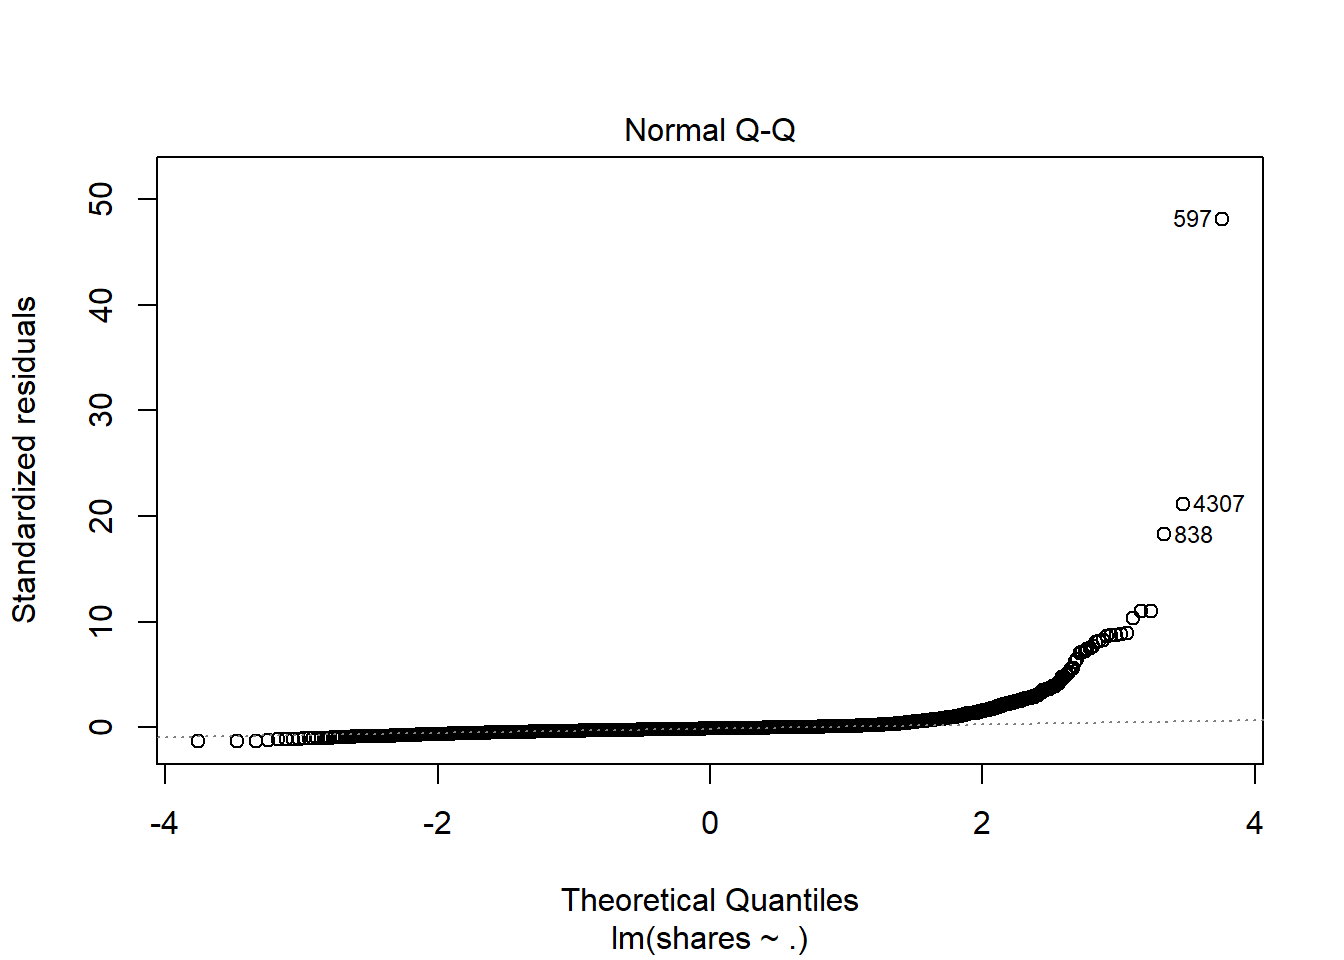 Normal Q-Q
Standardized residuals
50
40
30
20
10
0
597
4307
838
-4 -2 0 2 4
Theoretical Quantiles
lm(shares ~ .)